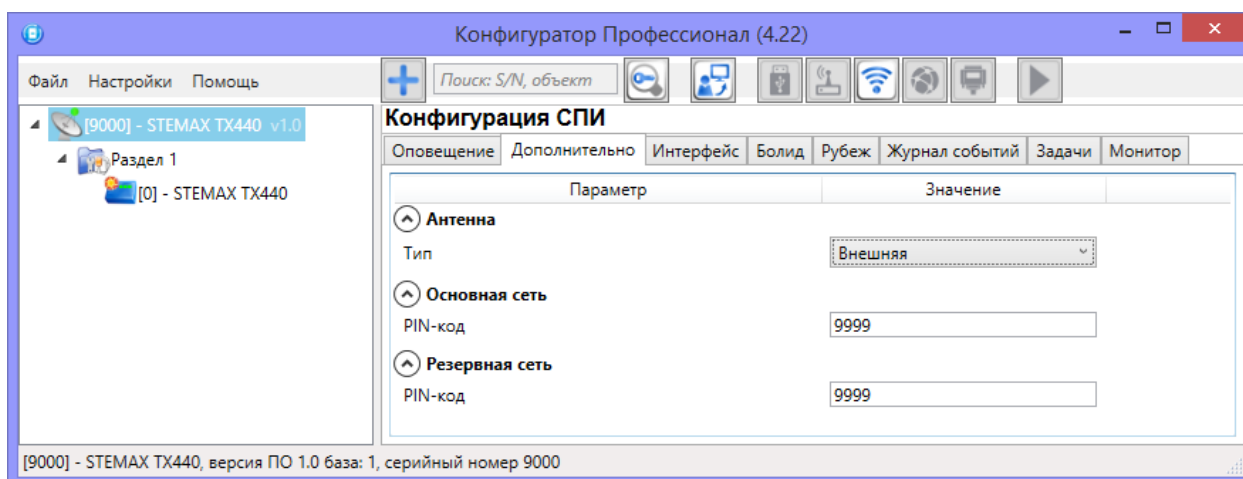 Конфигуратор Профессионал (4.22)
Файл Настройки Помощь
Поиск: S/N, объект
[9000] - STEMAX TX440 v1.0
Раздел 1
[0] - STEMAX TX440
Конфигурация СПИ
Оповещение Дополнительно Интерфейс Болид Рубеж Журнал событий Задачи Монитор
Параметр Значение
Антенна
Тип Внешняя
Основная сеть
PIN-код 9999
Резервная сеть
PIN-код 9999
[9000] - STEMAX TX440, версия ПО 1.0 база: 1, серийный номер 9000